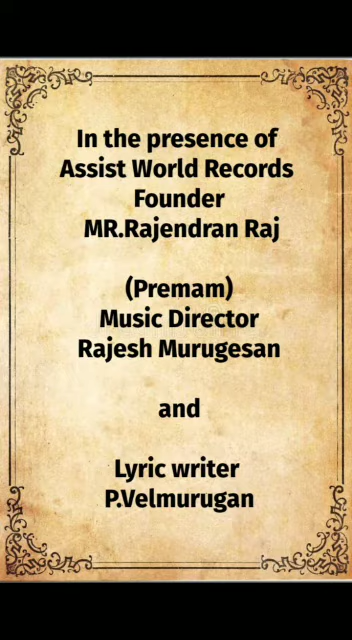 In the presence of
Assist World Records
Founder
MR.Rajendran Raj
(Premam)
Music Director
Rajesh Murugesan
and
Lyric writer
P.Velmurugan